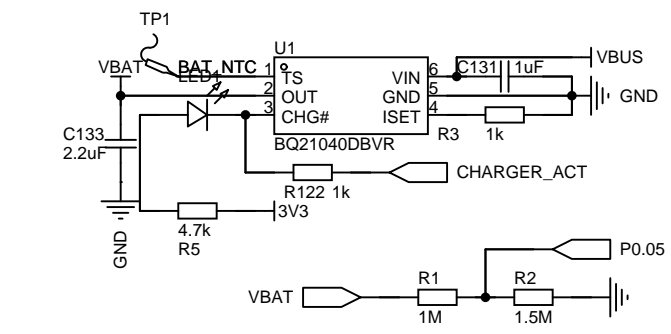 TP1
U1
VBAT
BAT_NTC
LED1
C131
1uF
VBUS
1 TS
VIN 6
2 OUT
GND 5
GND
3 CHG#
ISET 4
R3
1k
C133
2.2uF
BQ21040DBVR
R122 1k
CHARGER_ACT
3V3
4.7k
R5
GND
P0.05
R1
R2
VBAT
1M
1.5M